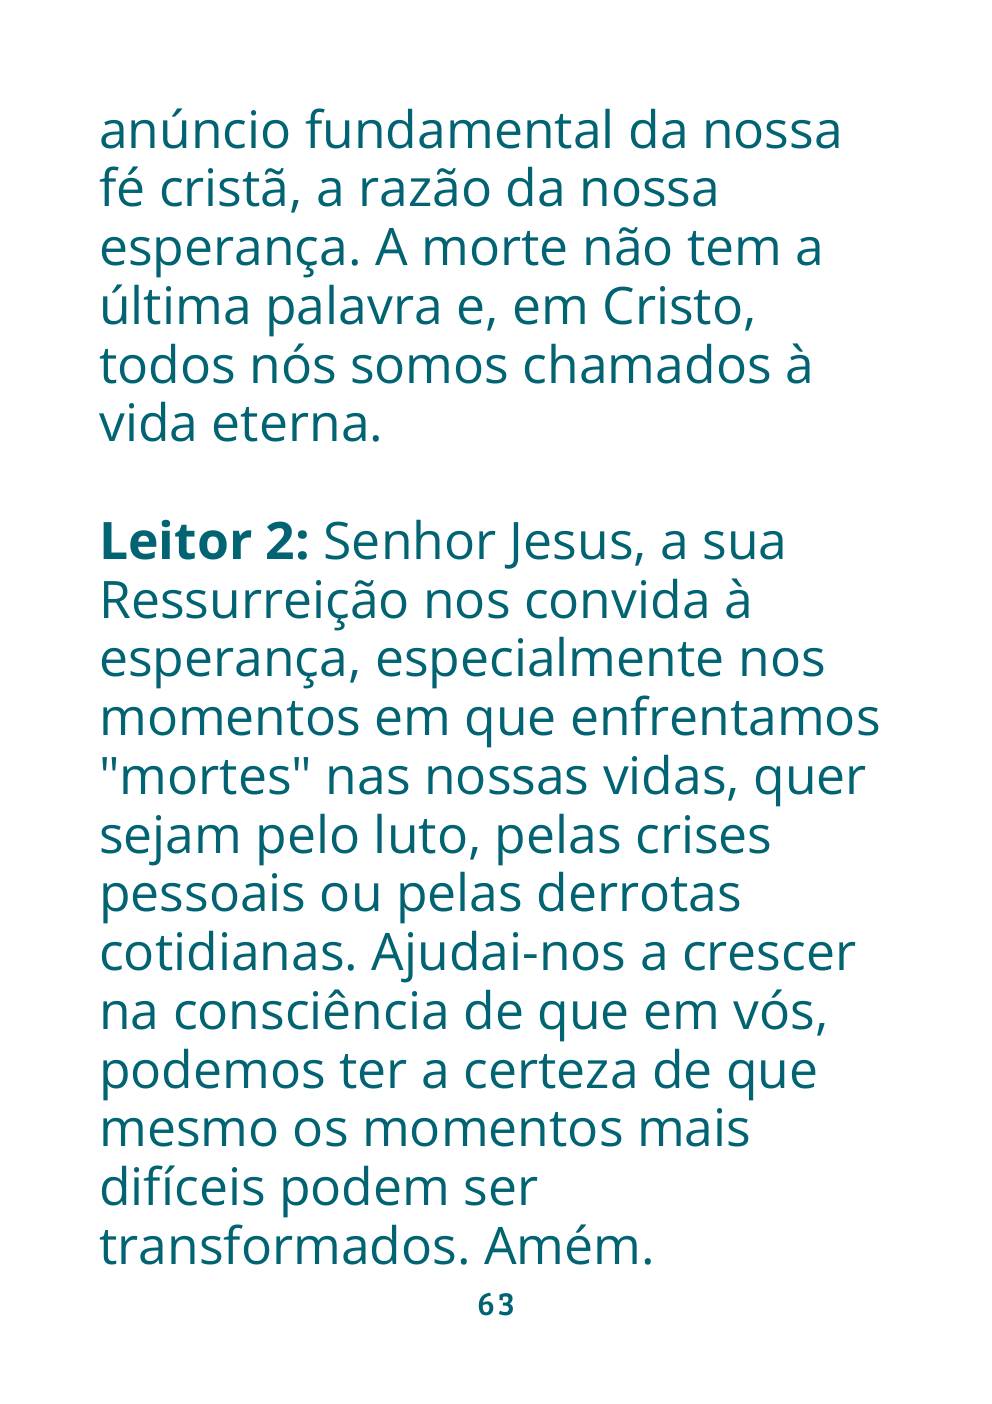 anúncio fundamental da nossa
fé cristã, a razão da nossa
esperança. A morte não tem a
última palavra e, em Cristo,
todos nós somos chamados à
vida eterna.
Leitor 2: Senhor Jesus, a sua
Ressurreição nos convida à
esperança, especialmente nos
momentos em que enfrentamos
"mortes" nas nossas vidas, quer
sejam pelo luto, pelas crises
pessoais ou pelas derrotas
cotidianas. Ajudai-nos a crescer
na consciência de que em vós,
podemos ter a certeza de que
mesmo os momentos mais
difíceis podem ser
transformados. Amém.
63